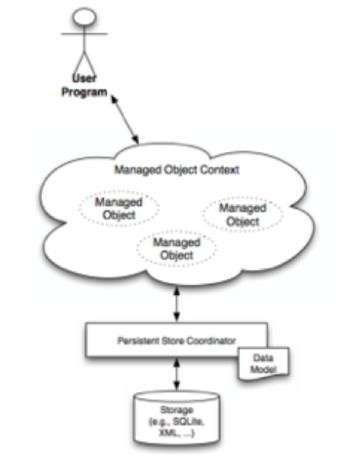 User
Program
Managed Object Context
Managed
Object
Managed
Object
Managed
Object
Persistent Store Coordinator
Data
Model
Storage
(e.g., SQLite,
XML, ...)